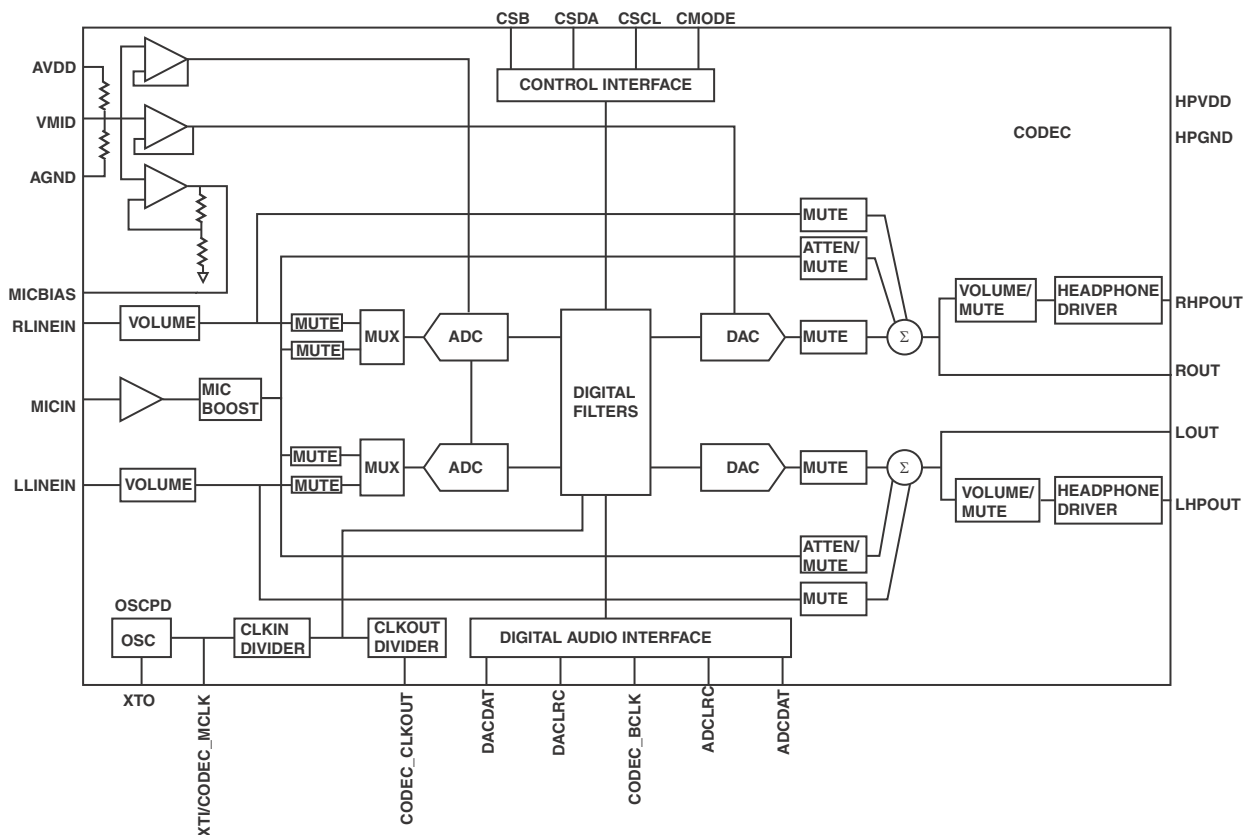 CSB CSDA CSCL CMODE
CONTROL INTERFACE
AVDD
VMID
AGND
MICBIAS
CODEC
HPVDD
HPGND
MUTE
ATTEN/
MUTE
RLINEIN
VOLUME
MUTE
MUTE
MUX
ADC
DIGITAL
FILTERS
DAC
MUTE
Σ
VOLUME/
MUTE
HEADPHONE
DRIVER
RHPOUT
ROUT
MICIN
MIC
BOOST
LLINEIN
VOLUME
MUTE
MUTE
MUX
ADC
DAC
MUTE
Σ
LOUT
VOLUME/
MUTE
HEADPHONE
DRIVER
LHPOUT
ATTEN/
MUTE
MUTE
OSCPD
OSC
CLKIN
DIVIDER
CLKOUT
DIVIDER
DIGITAL AUDIO INTERFACE
XTO
XTI/CODEC_MCLK
CODEC_CLKOUT
DACDAT
DACLRC
CODEC_BCLK
ADCLRC
ADCDAT